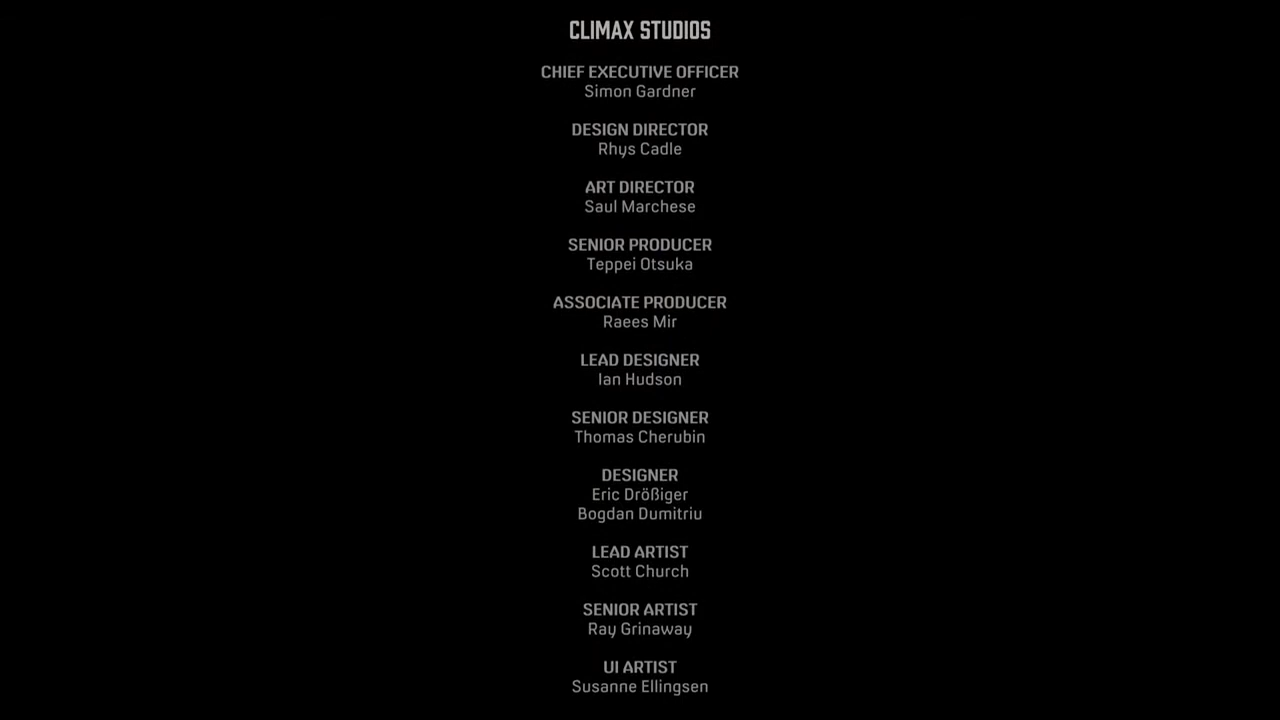 CLIMAX STUDIOS
CHIEF EXECUTIVE OFFICER
Simon Gardner
DESIGN DIRECTOR
Rhys Cadle
ART DIRECTOR
Saul Marchese
SENIOR PRODUCER
Teppei Otsuka
ASSOCIATE PRODUCER
Raees Mir
LEAD DESIGNER
Ian Hudson
SENIOR DESIGNER
Thomas Cherubin
DESIGNER
Eric Drößiger
Bogdan Dumitriu
LEAD ARTIST
Scott Church
SENIOR ARTIST
Ray Grinaway
UI ARTIST
Susanne Ellingsen